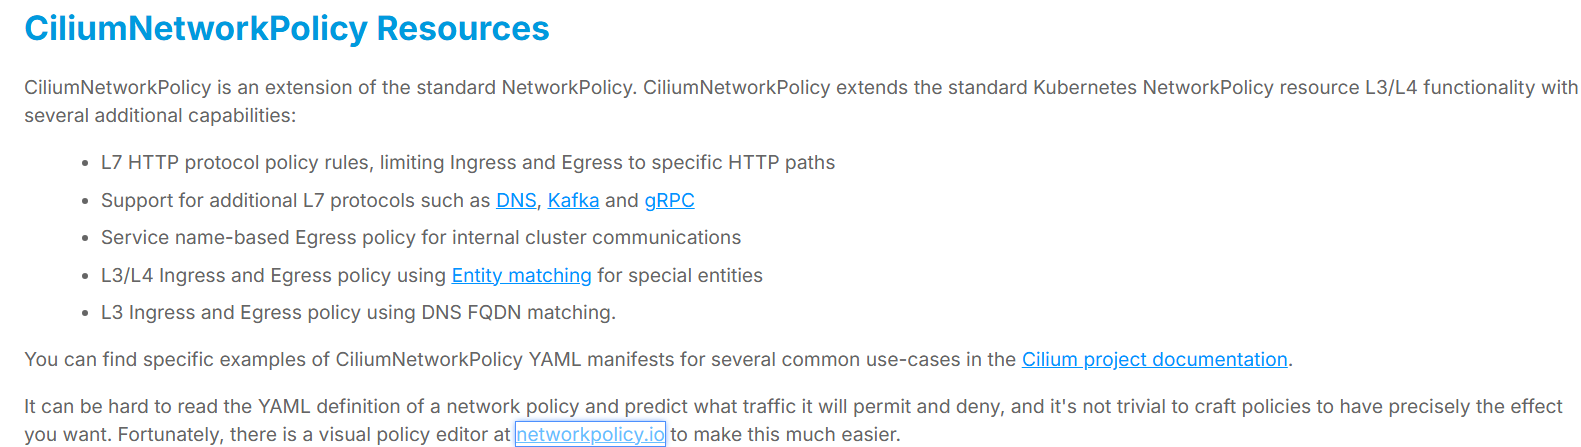 CiliumNetworkPolicy Resources
CiliumNetworkPolicy is an extension of the standard NetworkPolicy. CiliumNetworkPolicy extends the standard Kubernetes NetworkPolicy resource L3/L4 functionality with
several additional capabilities:
• L7 HTTP protocol policy rules, limiting Ingress and Egress to specific HTTP paths
• Support for additional L7 protocols such as DNS, Kafka and gRPC
• Service name-based Egress policy for internal cluster communications
• L3/L4 Ingress and Egress policy using Entity matching for special entities
• L3 Ingress and Egress policy using DNS FQDN matching.
You can find specific examples of CiliumNetworkPolicy YAML manifests for several common use-cases in the Cilium project documentation.
It can be hard to read the YAML definition of a network policy and predict what traffic it will permit and deny, and it's not trivial to craft policies to have precisely the effect
you want. Fortunately, there is a visual policy editor at networkpolicy.io to make this much easier.